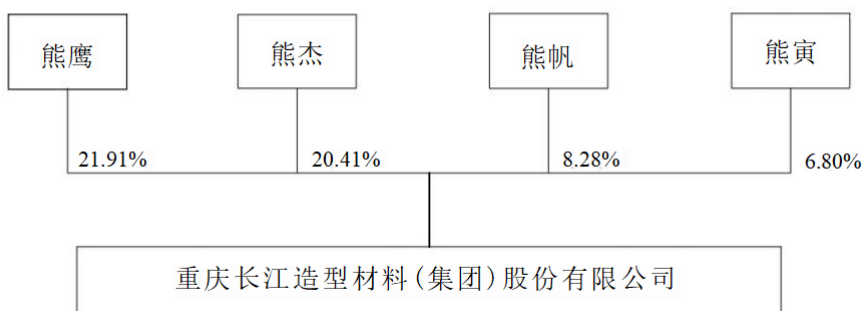 熊鹰
熊杰
熊帆
熊寅
21.91%
20.41%
8.28%
6.80%
重庆长江造型材料(集团)股份有限公司